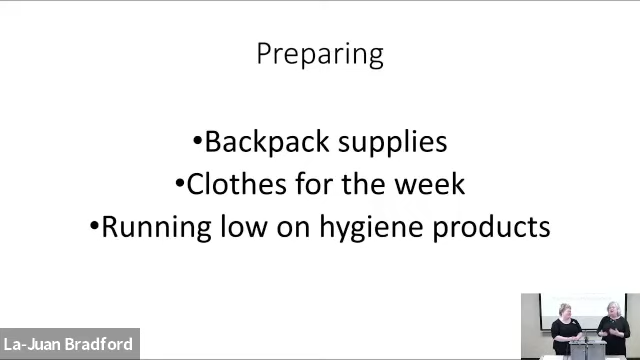 Preparing
•Backpack supplies
•Clothes for the week
•Running low on hygiene products
La-Juan Bradford